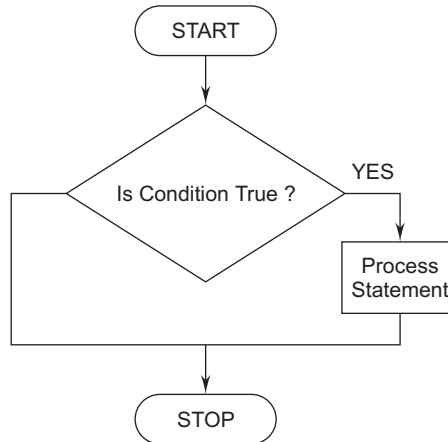 START
Is Condition True ?
YES
Process
Statement
STOP